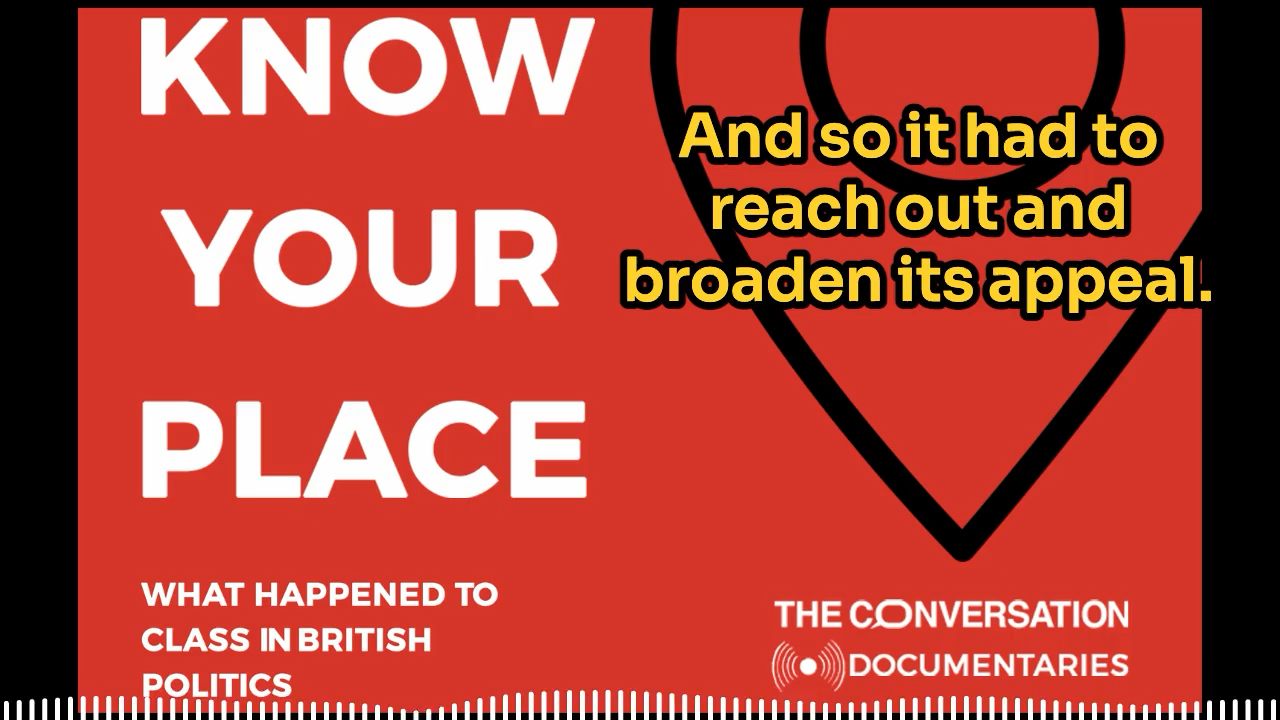 KNOW
YOUR
PLACE
WHAT HAPPENED TO
CLASS IN BRITISH
POLITICS
And so it had to
reach out and
broaden its appeal.
THE CONVERSATION
DOCUMENTARIES